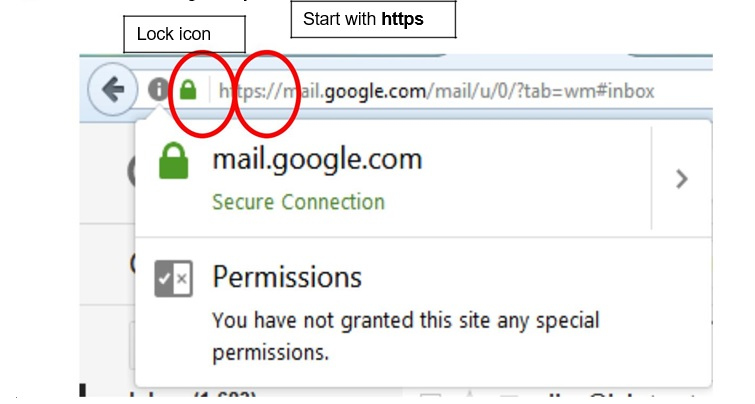 Start with https
Lock icon
https://mail.google.com/mail/u/0/?tab=wm#inbox
mail.google.com
Secure Connection
Permissions
You have not granted this site any special
permissions.